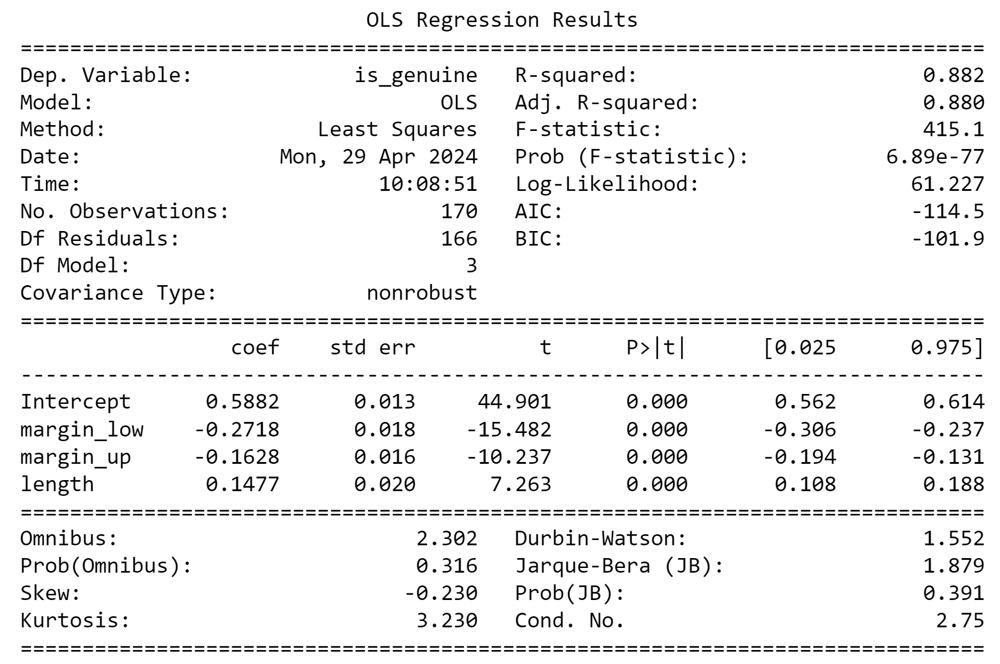 OLS Regression Results
==============================================================================
Dep. Variable:             is_genuine   R-squared:                       0.882
Model:                            OLS   Adj. R-squared:                  0.880
Method:                 Least Squares   F-statistic:                     415.1
Date:                Mon, 29 Apr 2024   Prob (F-statistic):           6.89e-77
Time:                        10:08:51   Log-Likelihood:                 61.227
No. Observations:                 170   AIC:                            -114.5
Df Residuals:                     166   BIC:                            -101.9
Df Model:                           3
Covariance Type:            nonrobust
==============================================================================
                 coef    std err          t      P>|t|      [0.025      0.975]
------------------------------------------------------------------------------
Intercept      0.5882      0.013     44.901      0.000       0.562       0.614
margin_low    -0.2718      0.018    -15.482      0.000      -0.306      -0.237
margin_up     -0.1628      0.016    -10.237      0.000      -0.194      -0.131
length         0.1477      0.020      7.263      0.000       0.108       0.188
==============================================================================
Omnibus:                        2.302   Durbin-Watson:                   1.552
Prob(Omnibus):                  0.316   Jarque-Bera (JB):                1.879
Skew:                          -0.230   Prob(JB):                        0.391
Kurtosis:                       3.230   Cond. No.                         2.75
==============================================================================